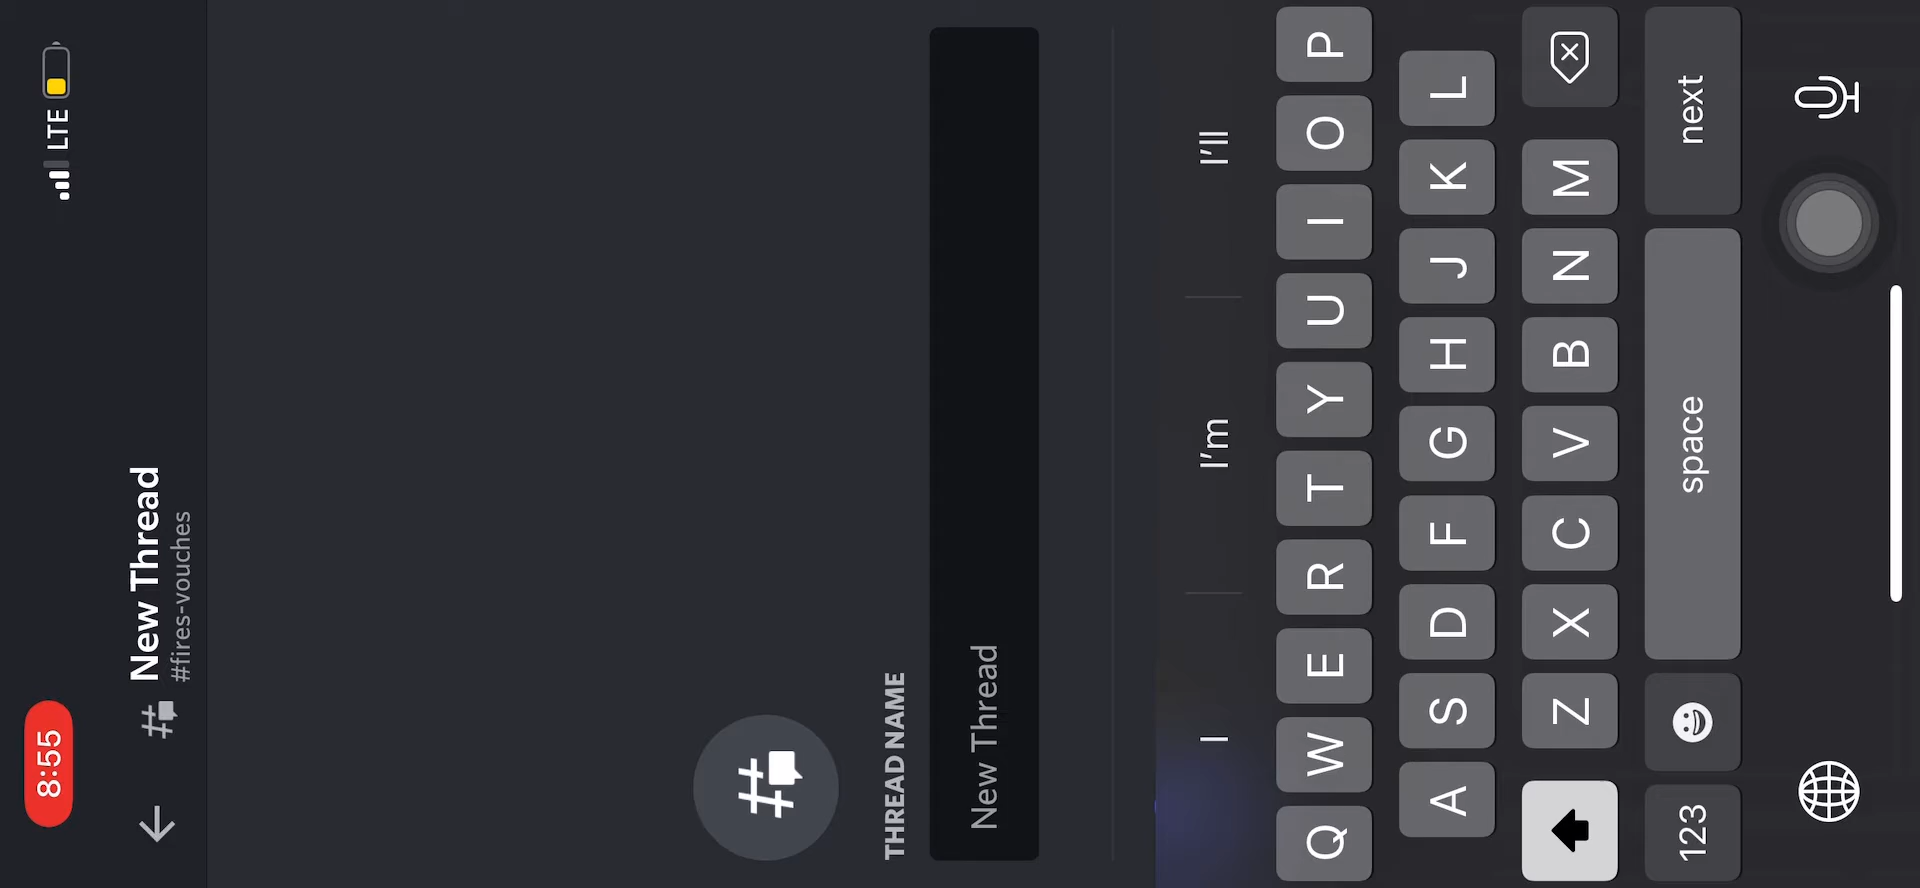 8:55
LTE
New Thread
#fires-vouches
THREAD NAME
New Thread
I
I'm
I'll
Q W E R T Y U I O P
A S D F G H J K L
Z X C V B N M
123
space
next